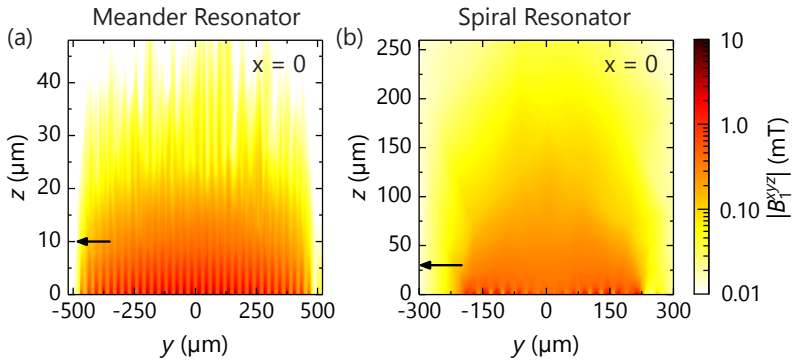 Meander Resonator
Spiral Resonator
(a)
(b)
x = 0
x = 0
z (µm)
40
30
20
10
0
-500
-250
0
250
500
y (µm)
z (µm)
250
200
150
100
50
0
-300
-150
0
150
300
y (µm)
10
1.0
0.10
0.01
|B₁ˣʸᶻ| (mT)